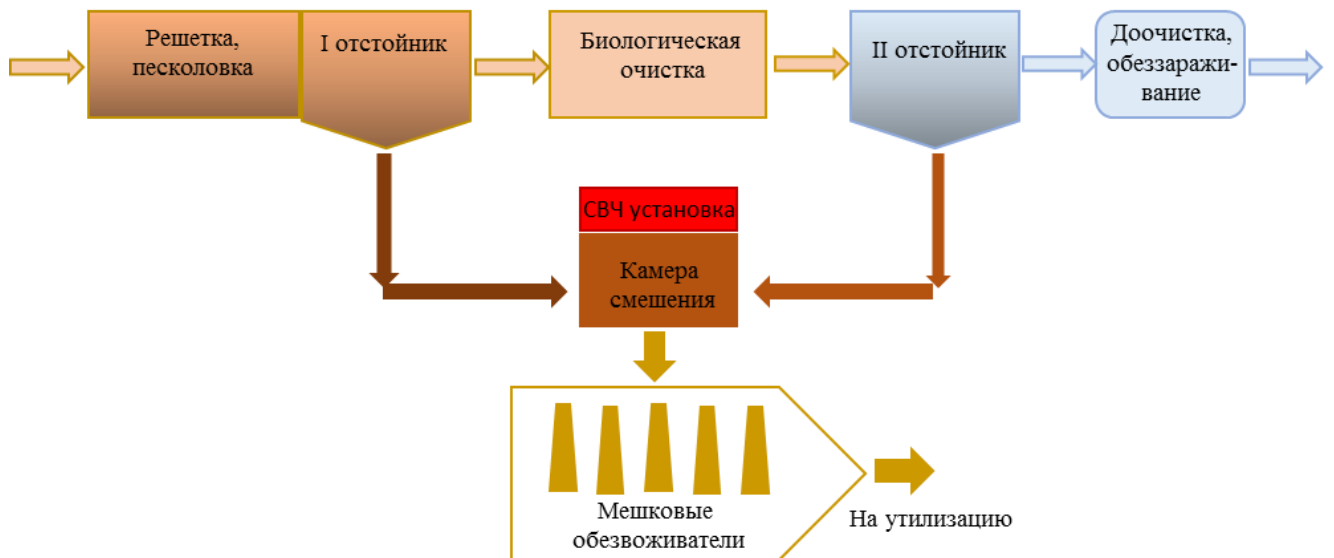 Решетка,
песколовка
I отстойник
Биологическая
очистка
II отстойник
Доочистка,
обеззаражи-
вание
СВЧ установка
Камера
смешения
Мешковые
обезвоживатели
На утилизацию